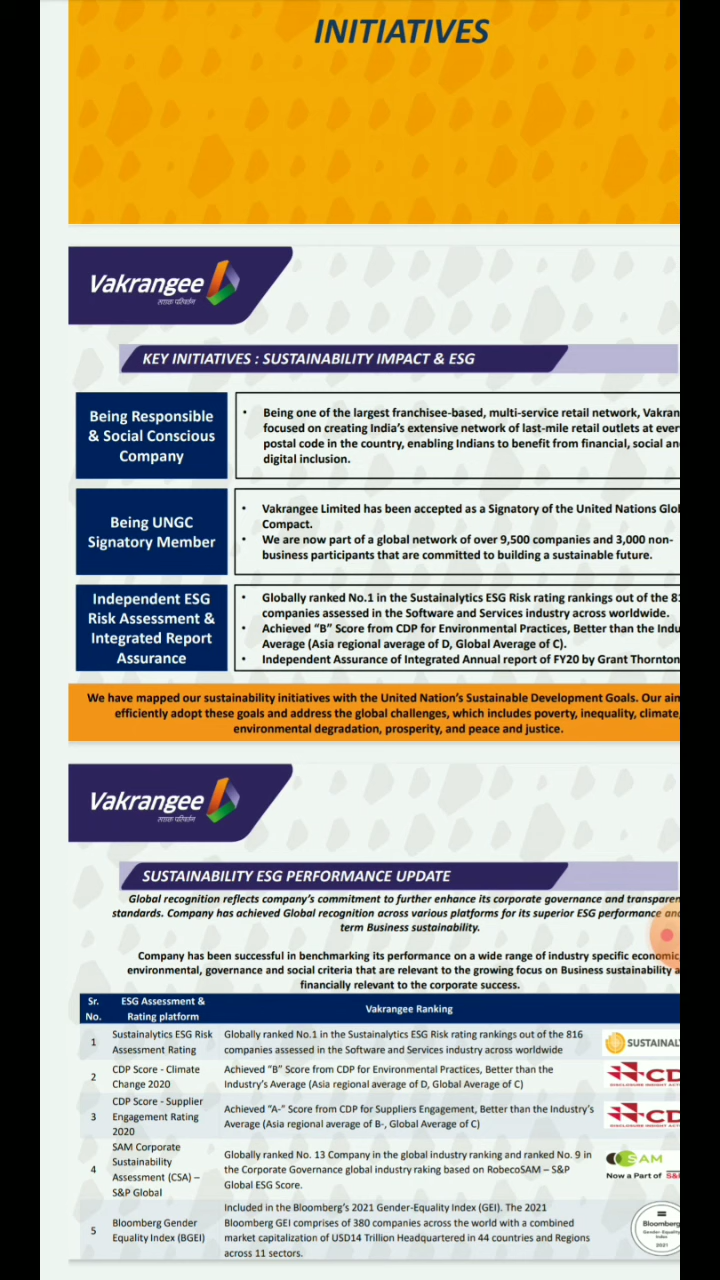 INITIATIVES
Vakrangee
KEY INITIATIVES : SUSTAINABILITY IMPACT & ESG
Being Responsible
& Social Conscious
Company
• Being one of the largest franchisee-based, multi-service retail network, Vakran
focused on creating India's extensive network of last-mile retail outlets at ever
postal code in the country, enabling Indians to benefit from financial, social an
digital inclusion.
Being UNGC
Signatory Member
• Vakrangee Limited has been accepted as a Signatory of the United Nations Glo
Compact.
• We are now part of a global network of over 9,500 companies and 3,000 non-
business participants that are committed to building a sustainable future.
Independent ESG
Risk Assessment &
Integrated Report
Assurance
• Globally ranked No.1 in the Sustainalytics ESG Risk rating rankings out of the 81
companies assessed in the Software and Services industry across worldwide.
• Achieved "B" Score from CDP for Environmental Practices, Better than the Indu
Average (Asia regional average of D, Global Average of C).
• Independent Assurance of Integrated Annual report of FY20 by Grant Thornton
We have mapped our sustainability initiatives with the United Nation's Sustainable Development Goals. Our aim
efficiently adopt these goals and address the global challenges, which includes poverty, inequality, climate,
environmental degradation, prosperity, and peace and justice.
Vakrangee
SUSTAINABILITY ESG PERFORMANCE UPDATE
Global recognition reflects company's commitment to further enhance its corporate governance and transparen
standards. Company has achieved Global recognition across various platforms for its superior ESG performance and
term Business sustainability.
Company has been successful in benchmarking its performance on a wide range of industry specific economic,
environmental, governance and social criteria that are relevant to the growing focus on Business sustainability a
financially relevant to the corporate success.
Sr. No. ESG Assessment & Rating platform Vakrangee Ranking
1 Sustainalytics ESG Risk Assessment Rating
Globally ranked No.1 in the Sustainalytics ESG Risk rating rankings out of the 816
companies assessed in the Software and Services industry across worldwide
SUSTAINAL
2 CDP Score - Climate Change 2020
Achieved "B" Score from CDP for Environmental Practices, Better than the
Industry's Average (Asia regional average of D, Global Average of C)
CD
DISCLOSURE INSIGHT ACTI
3 CDP Score - Supplier Engagement Rating 2020
Achieved "A-" Score from CDP for Suppliers Engagement, Better than the Industry's
Average (Asia regional average of B-, Global Average of C)
CD
DISCLOSURE INSIGHT ACTI
4 SAM Corporate Sustainability Assessment (CSA) – S&P Global
Globally ranked No. 13 Company in the global industry ranking and ranked No. 9 in
the Corporate Governance global industry raking based on RobecoSAM – S&P
Global ESG Score.
SAM
Now a Part of S&
5 Bloomberg Gender Equality Index (BGEI)
Included in the Bloomberg's 2021 Gender-Equality Index (GEI). The 2021
Bloomberg GEI comprises of 380 companies across the world with a combined
market capitalization of USD14 Trillion Headquartered in 44 countries and Regions
across 11 sectors.
Bloomberg
Gender-Equality
Index
2021